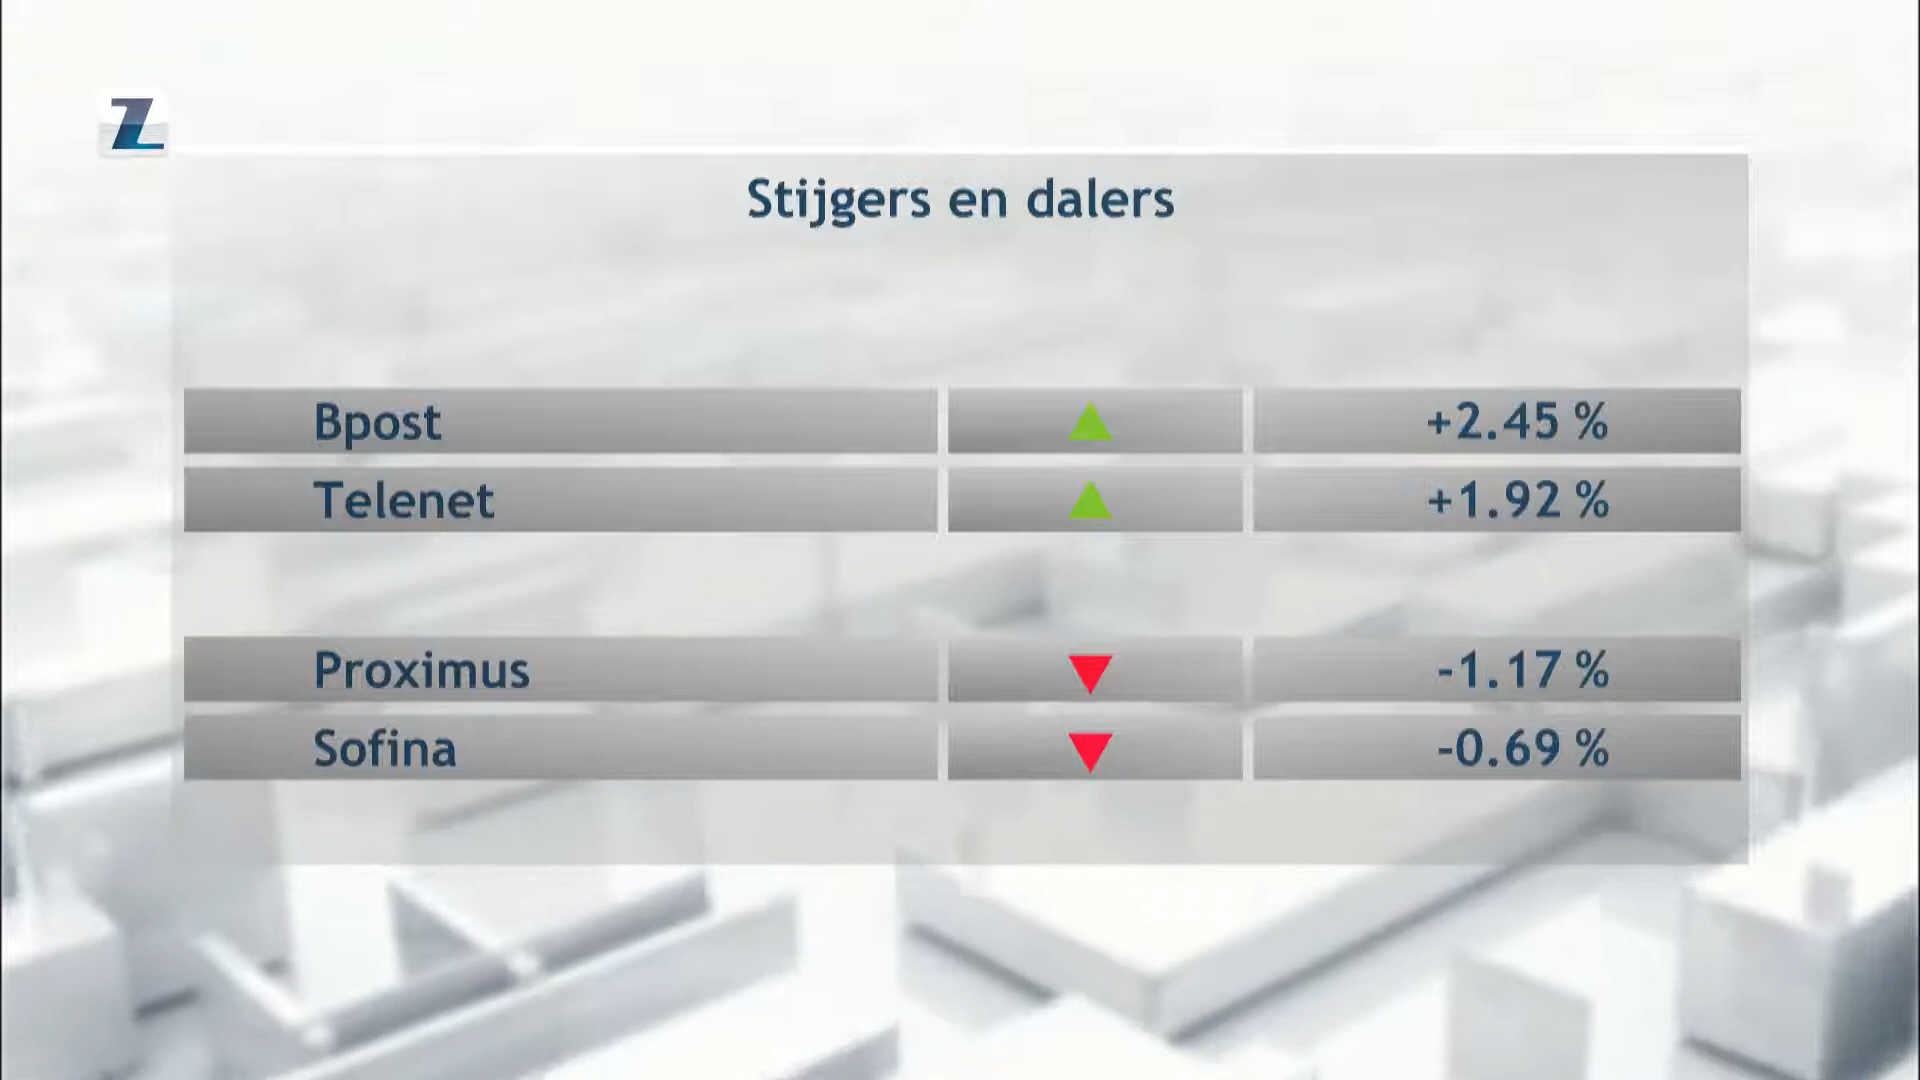 Z
Stijgers en dalers
Bpost +2.45 %
Telenet +1.92 %
Proximus -1.17 %
Sofina -0.69 %